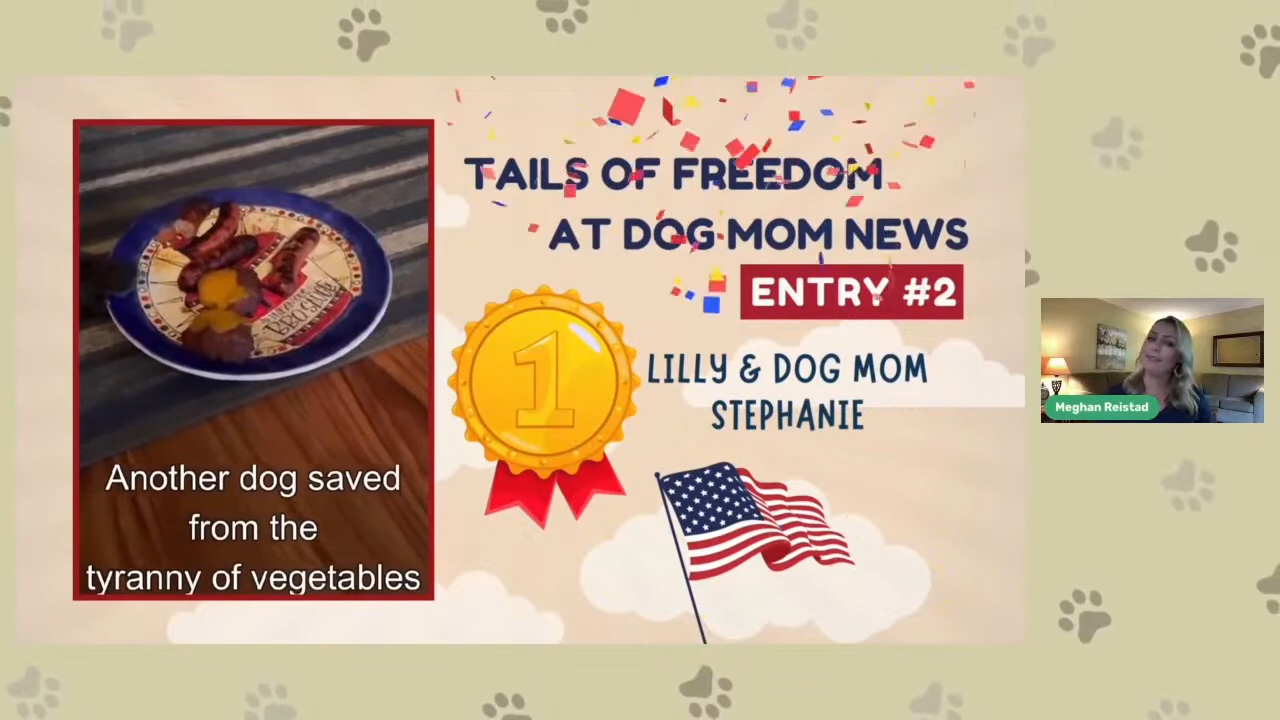 TAILS OF FREEDOM
AT DOG MOM NEWS
ENTRY #2
1
LILLY & DOG MOM
STEPHANIE
Another dog saved
from the
tyranny of vegetables
Meghan Reistad